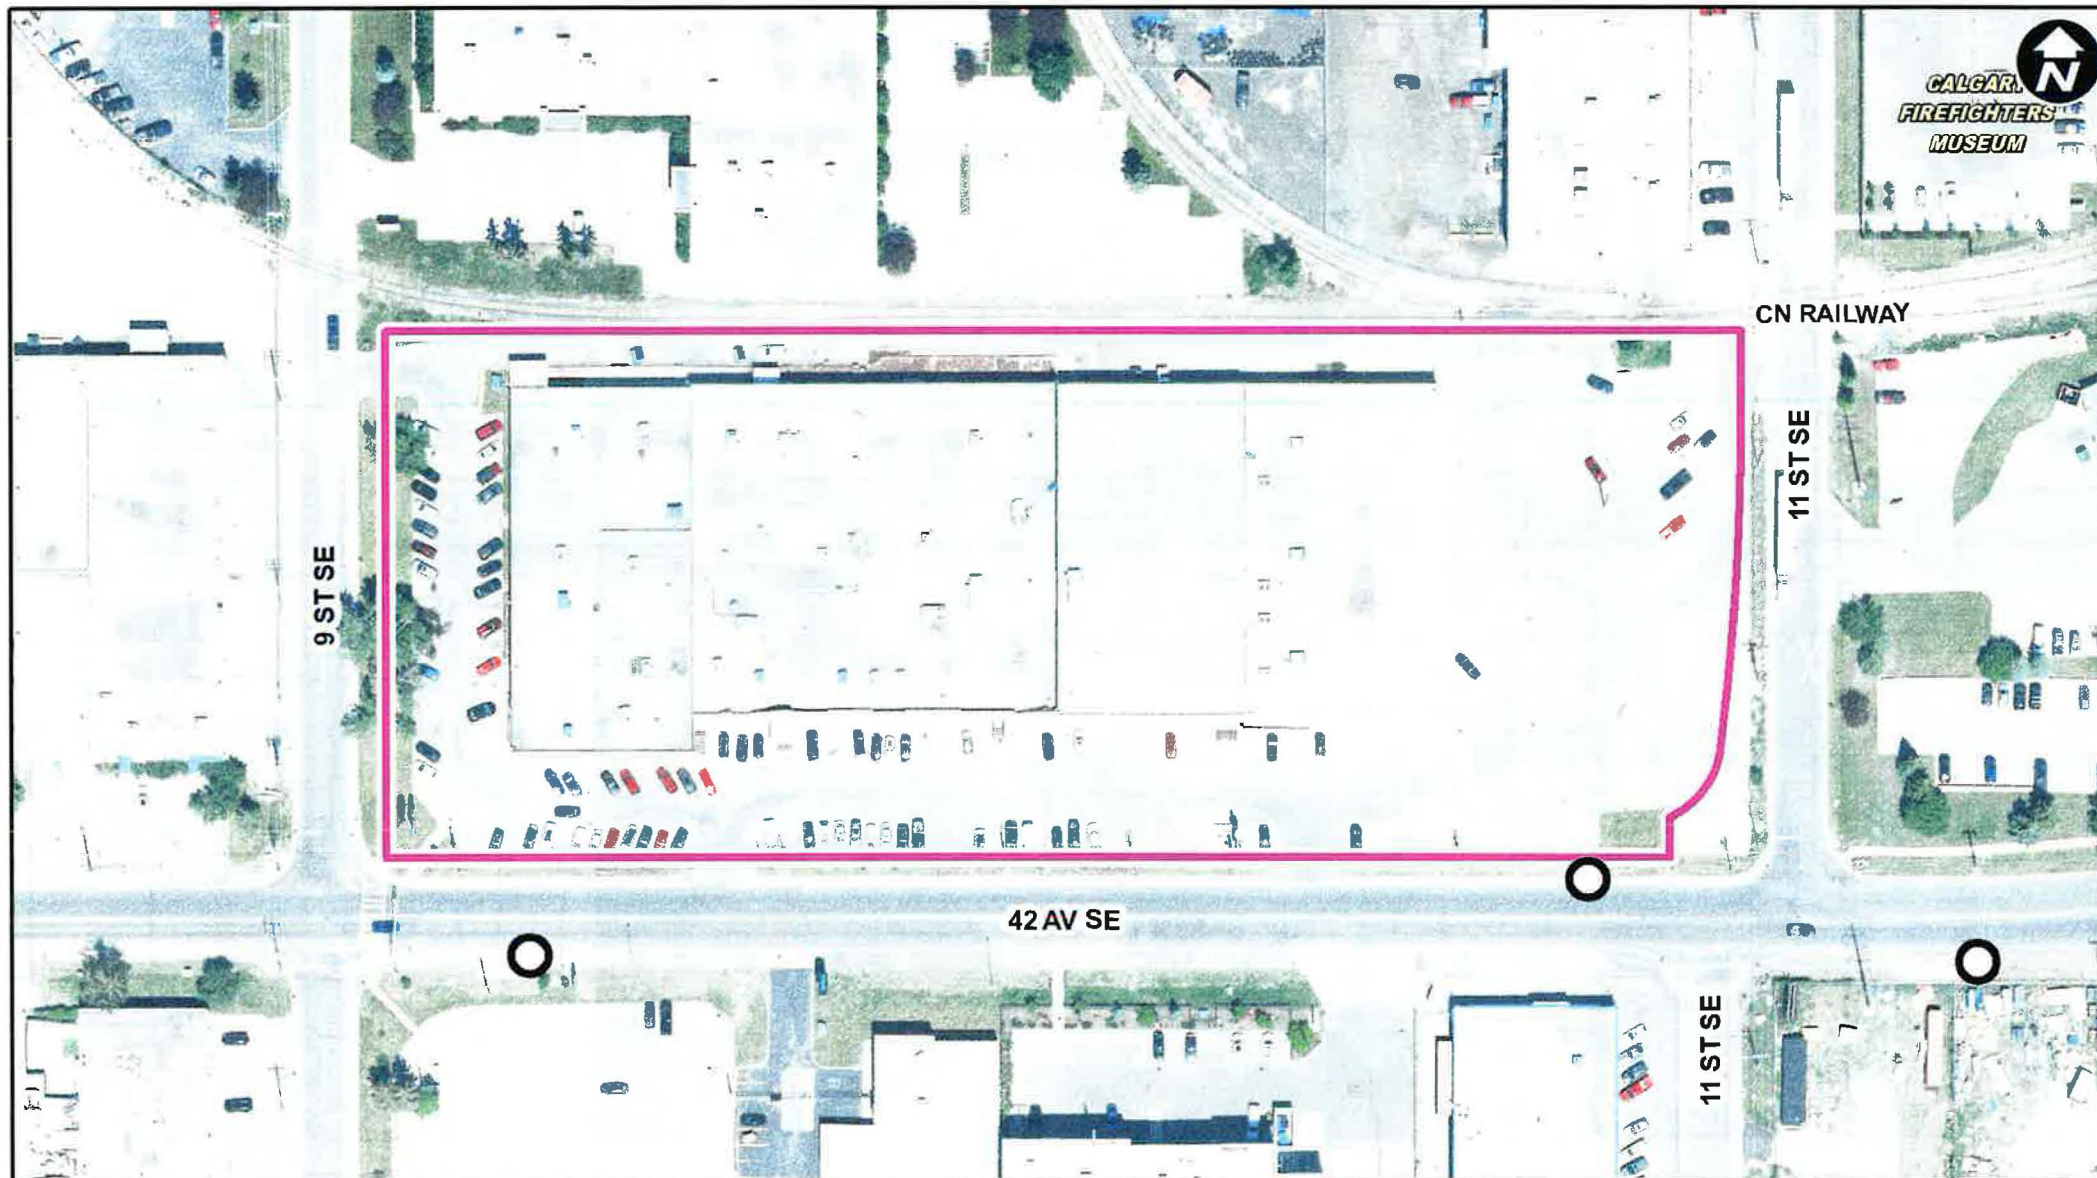 N
CALGARY
FIREFIGHTERS
MUSEUM
CN RAILWAY
11 ST SE
9 ST SE
42 AV SE
11 ST SE